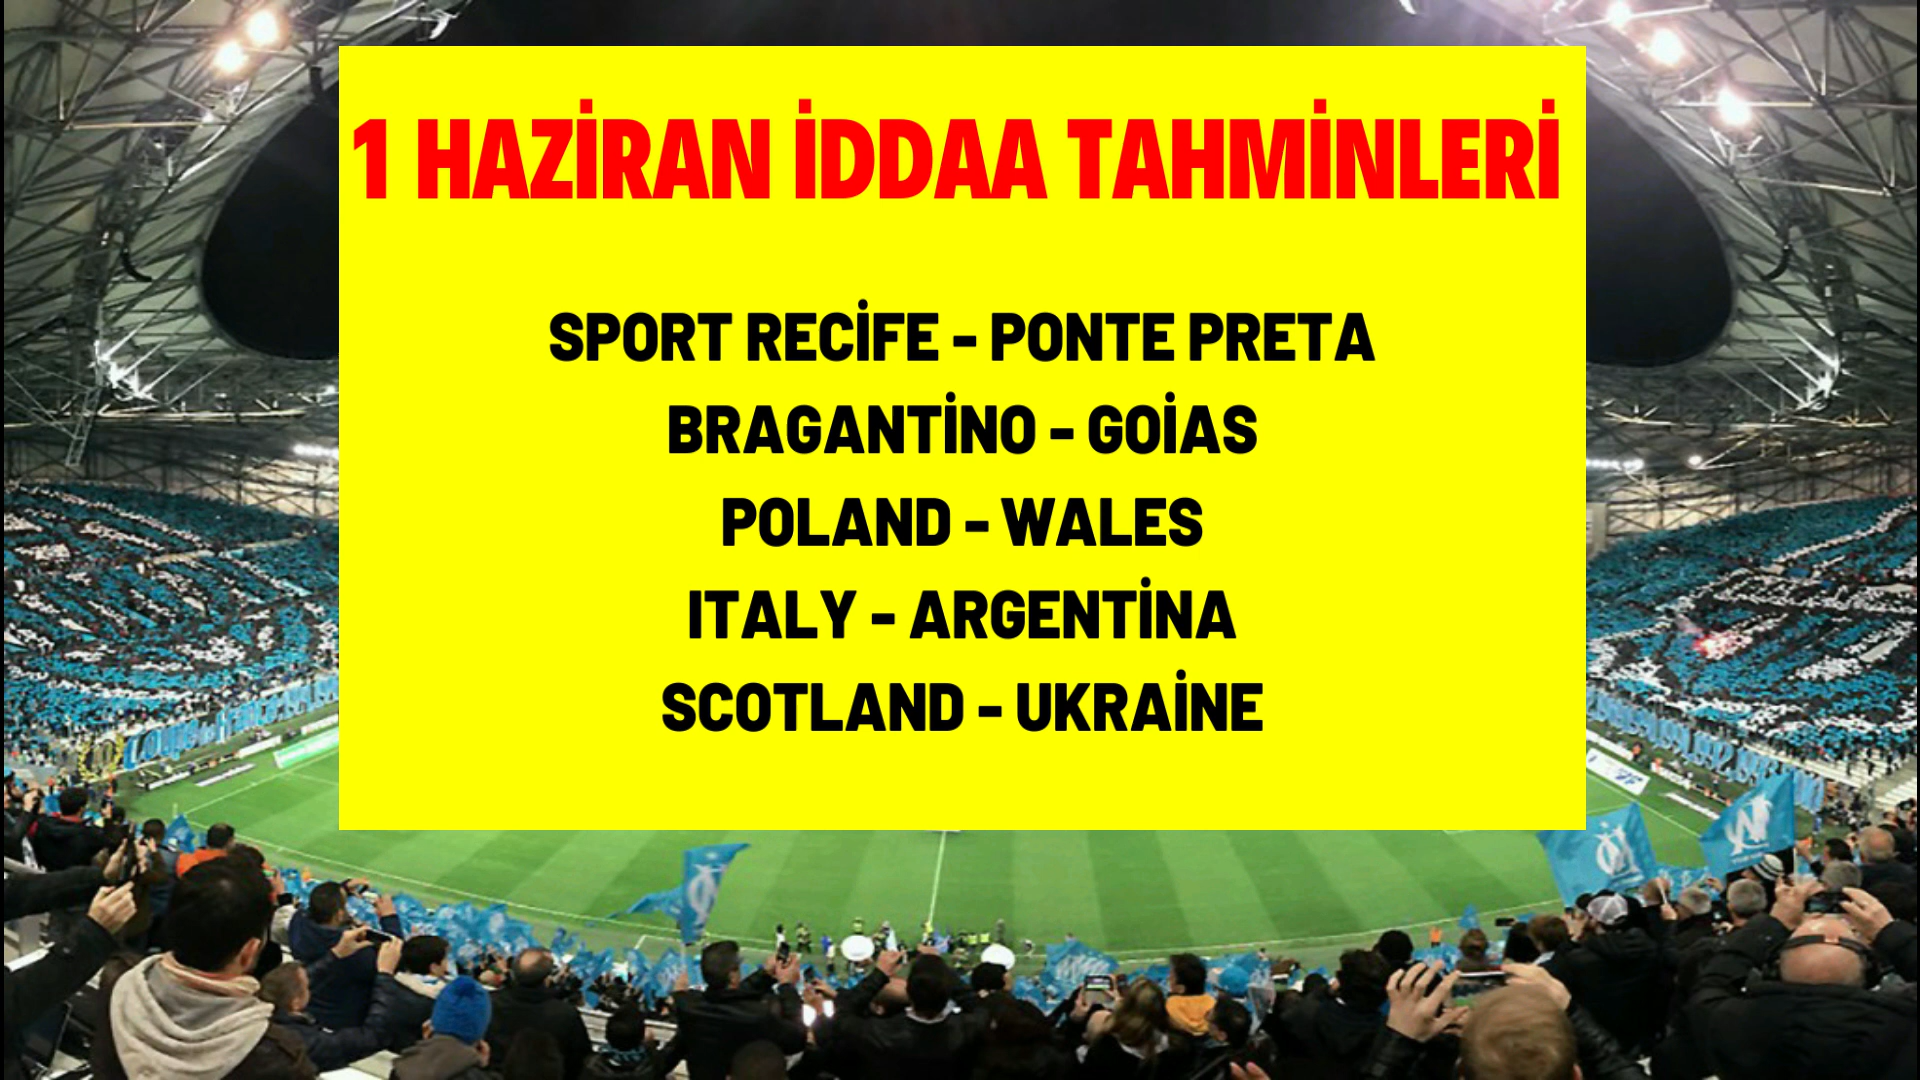 1 HAZİRAN İDDAA TAHMİNLERİ
SPORT RECİFE - PONTE PRETA
BRAGANTİNO - GOİAS
POLAND - WALES
ITALY - ARGENTİNA
SCOTLAND - UKRAİNE